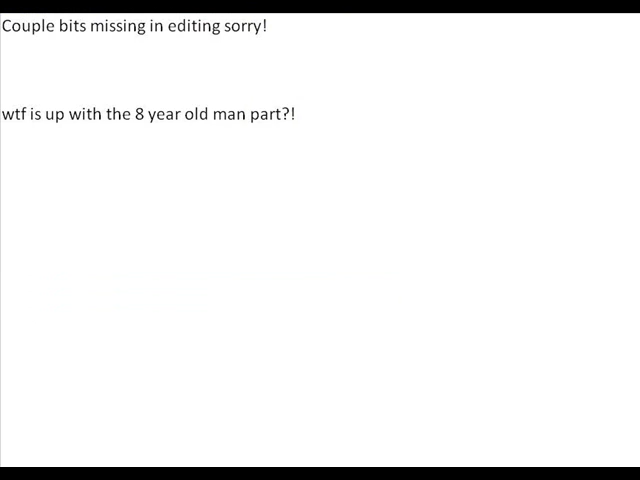 Couple bits missing in editing sorry!
wtf is up with the 8 year old man part?!